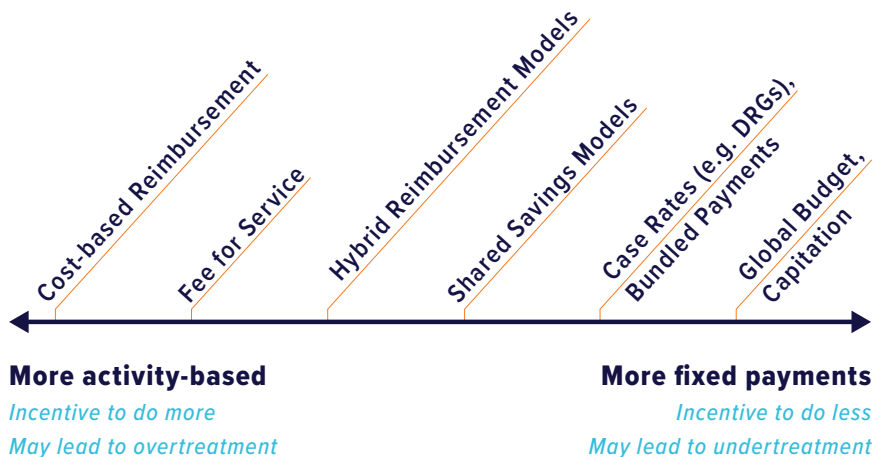 Cost-based Reimbursement
Fee for Service
Hybrid Reimbursement Models
Shared Savings Models
Case Rates (e.g. DRGs),
Bundled Payments
Global Budget,
Capitation
More activity-based
Incentive to do more
May lead to overtreatment
More fixed payments
Incentive to do less
May lead to undertreatment